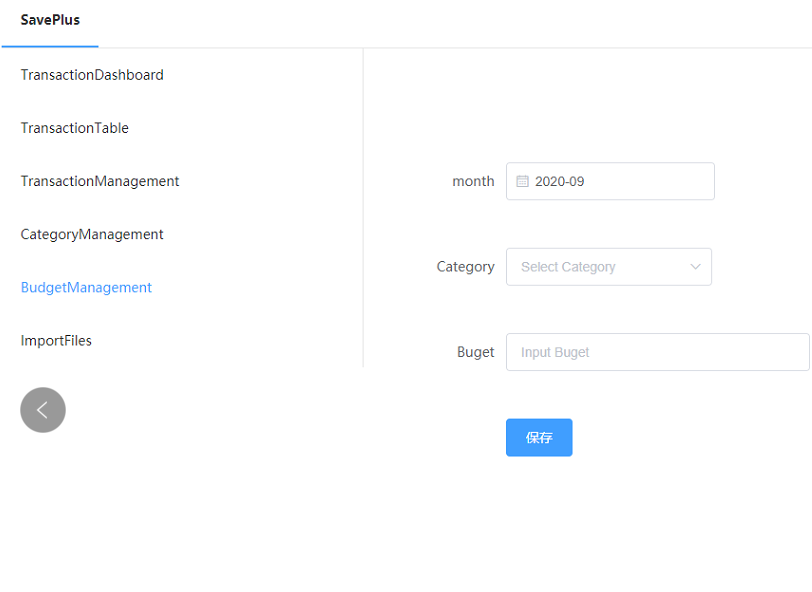 SavePlus
TransactionDashboard
TransactionTable
TransactionManagement
CategoryManagement
BudgetManagement
ImportFiles
month
2020-09
Category
Select Category
Buget
Input Buget
保存